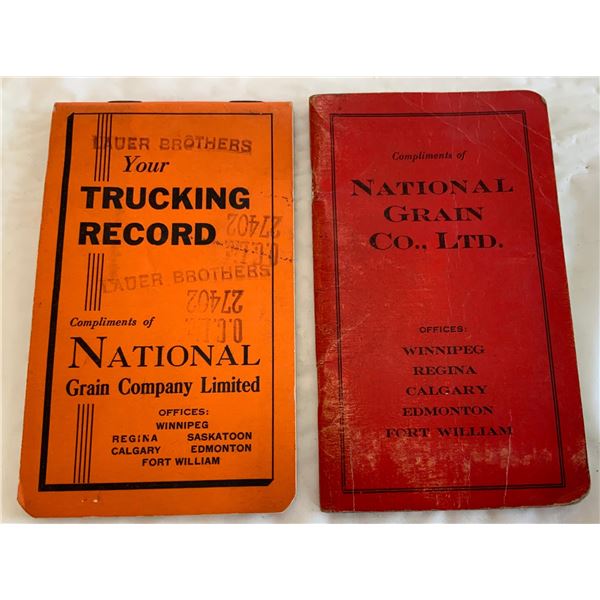 LAUER BROTHERS
Your
TRUCKING
RECORD
O.C.L.
27402
LAUER BROTHERS
27402
Compliments of
NATIONAL
Grain Company Limited
OFFICES:
WINNIPEG
REGINA SASKATOON
CALGARY EDMONTON
FORT WILLIAM
Compliments of
NATIONAL
GRAIN
CO., LTD.
OFFICES:
WINNIPEG
REGINA
CALGARY
EDMONTON
FORT WILLIAM